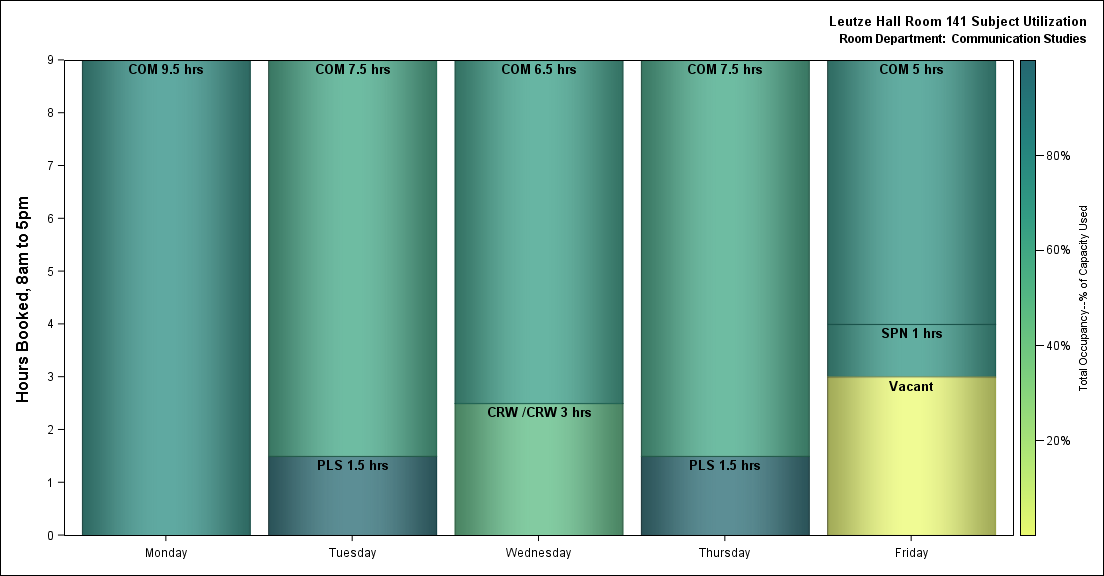 Leutze Hall Room 141 Subject Utilization
Room Department: Communication Studies
Hours Booked, 8am to 5pm
9
8
7
6
5
4
3
2
1
0
COM 9.5 hrs
COM 7.5 hrs
PLS 1.5 hrs
COM 6.5 hrs
CRW /CRW 3 hrs
COM 7.5 hrs
PLS 1.5 hrs
COM 5 hrs
SPN 1 hrs
Vacant
Monday
Tuesday
Wednesday
Thursday
Friday
80%
60%
40%
20%
Total Occupancy--% of Capacity Used